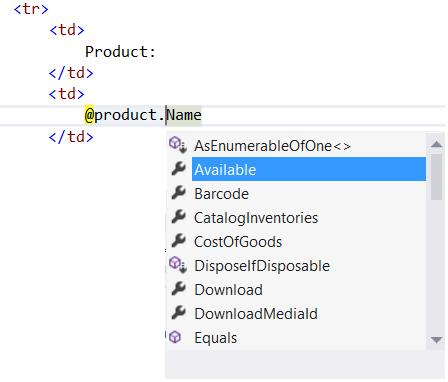 <tr>
<td>
Product:
</td>
<td>
@product.Name
</td>
AsEnumerableOfOne<>
Available
Barcode
CatalogInventories
CostOfGoods
DisposeIfDisposable
Download
DownloadMediaId
Equals